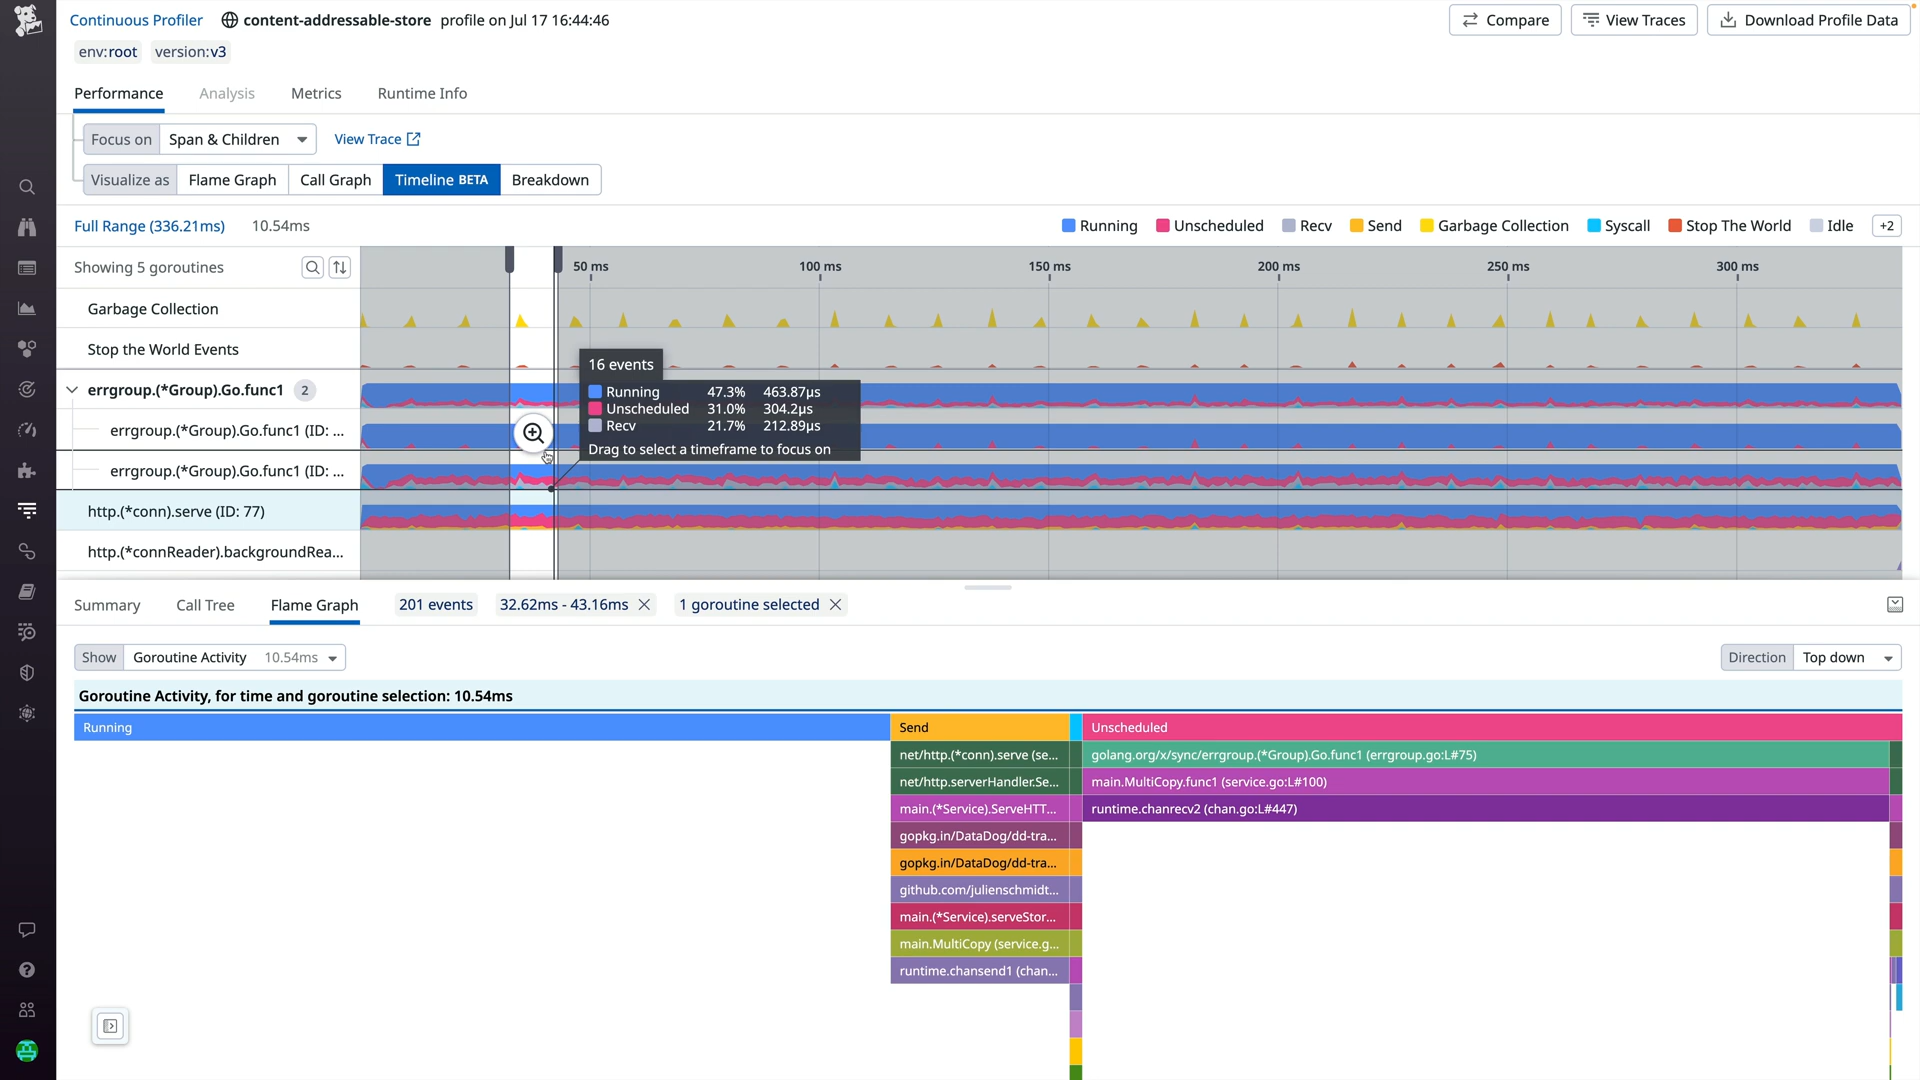 Continuous Profiler content-addressable-store profile on Jul 17 16:44:46
Compare View Traces Download Profile Data
env:root version:v3
Performance Analysis Metrics Runtime Info
Focus on Span & Children View Trace
Visualize as Flame Graph Call Graph Timeline BETA Breakdown
Full Range (336.21ms) 10.54ms
Running Unscheduled Recv Send Garbage Collection Syscall Stop The World Idle +2
Showing 5 goroutines
50 ms 100 ms 150 ms 200 ms 250 ms 300 ms
Garbage Collection
Stop the World Events
errgroup.(*Group).Go.func1 2
errgroup.(*Group).Go.func1 (ID: ...
errgroup.(*Group).Go.func1 (ID: ...
http.(*conn).serve (ID: 77)
http.(*connReader).backgroundRea...
16 events
Running 47.3% 463.87µs
Unscheduled 31.0% 304.2µs
Recv 21.7% 212.89µs
Drag to select a timeframe to focus on
Summary Call Tree Flame Graph 201 events 32.62ms - 43.16ms 1 goroutine selected
Show Goroutine Activity 10.54ms
Direction Top down
Goroutine Activity, for time and goroutine selection: 10.54ms
Running Send Unscheduled
net/http.(*conn).serve (se... golang.org/x/sync/errgroup.(*Group).Go.func1 (errgroup.go:L#75)
net/http.serverHandler.Se... main.MultiCopy.func1 (service.go:L#100)
main.(*Service).ServeHTT... runtime.chanrecv2 (chan.go:L#447)
gopkg.in/DataDog/dd-tra...
gopkg.in/DataDog/dd-tra...
github.com/julienschmidt...
main.(*Service).serveStor...
main.MultiCopy (service.g...
runtime.chansend1 (chan...